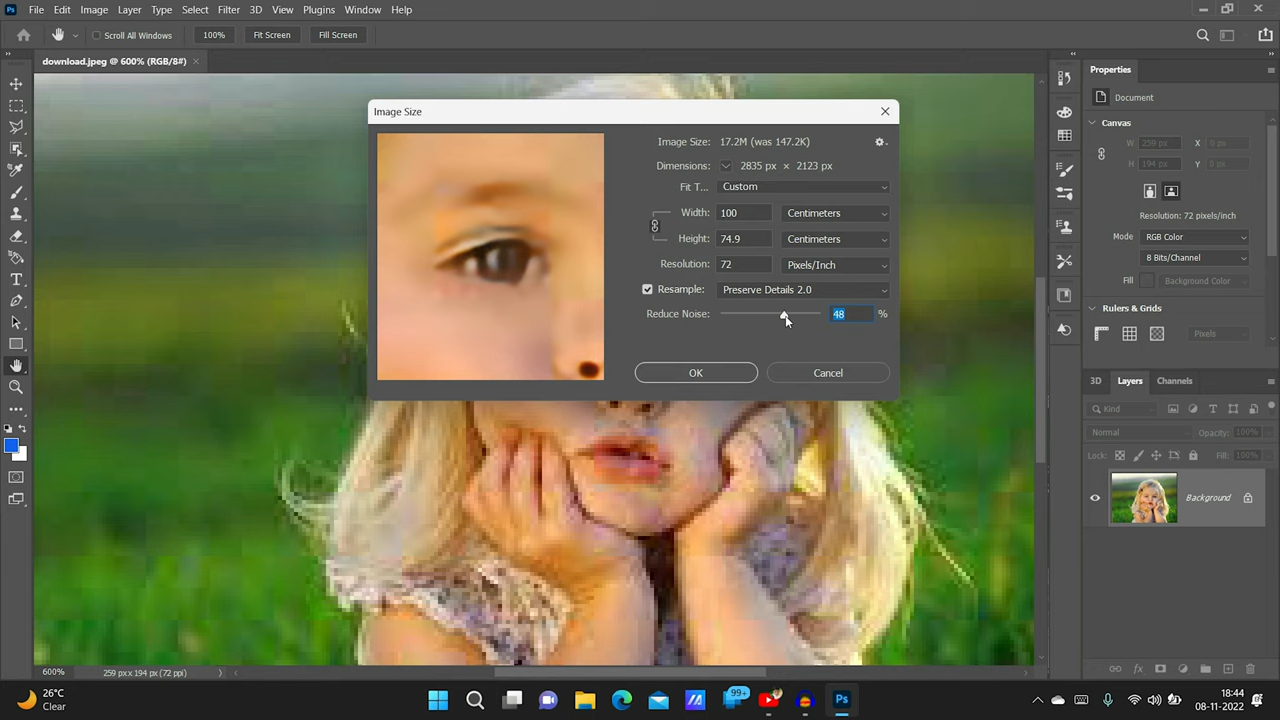 Ps File Edit Image Layer Type Select Filter 3D View Plugins Window Help
Scroll All Windows 100% Fit Screen Fill Screen
download.jpeg @ 600% (RGB/8#)
Image Size
Image Size: 17.2M (was 147.2K)
Dimensions: 2835 px × 2123 px
Fit T... Custom
Width: 100 Centimeters
Height: 74.9 Centimeters
Resolution: 72 Pixels/Inch
Resample: Preserve Details 2.0
Reduce Noise: 48 %
OK Cancel
Properties
Document
Canvas
W 259 px X 0 px
H 194 px Y 0 px
Resolution: 72 pixels/inch
Mode RGB Color
8 Bits/Channel
Fill Background Color
Rulers & Grids
Pixels
3D Layers Channels
Kind
Normal Opacity: 100%
Lock: Fill: 100%
Background
600% 259 px x 194 px (72 ppi)
26°C
Clear
99+
Ps
18:44
08-11-2022